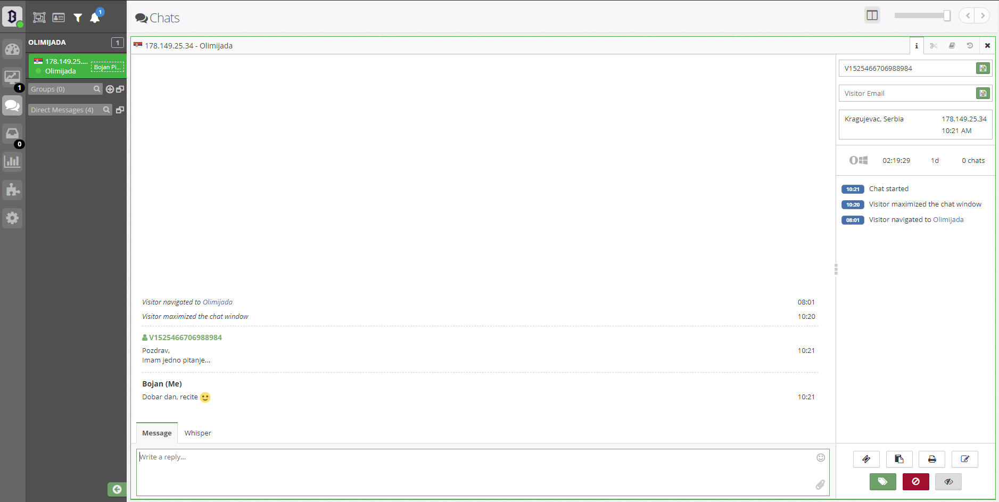 B
1
Chats
OLIMIJADA
1
178.149.25....
Olimijada
Bojan Pi...
1
Groups (0)
Direct Messages (4)
0
178.149.25.34 - Olimijada
i
V1525466706988984
Visitor Email
Kragujevac, Serbia
178.149.25.34
10:21 AM
02:19:29
1d
0 chats
10:21 Chat started
10:20 Visitor maximized the chat window
08:01 Visitor navigated to Olimijada
Visitor navigated to Olimijada 08:01
Visitor maximized the chat window 10:20
V1525466706988984
Pozdrav, 10:21
Imam jedno pitanje...
Bojan (Me)
Dobar dan, recite 10:21
Message
Whisper
Write a reply...